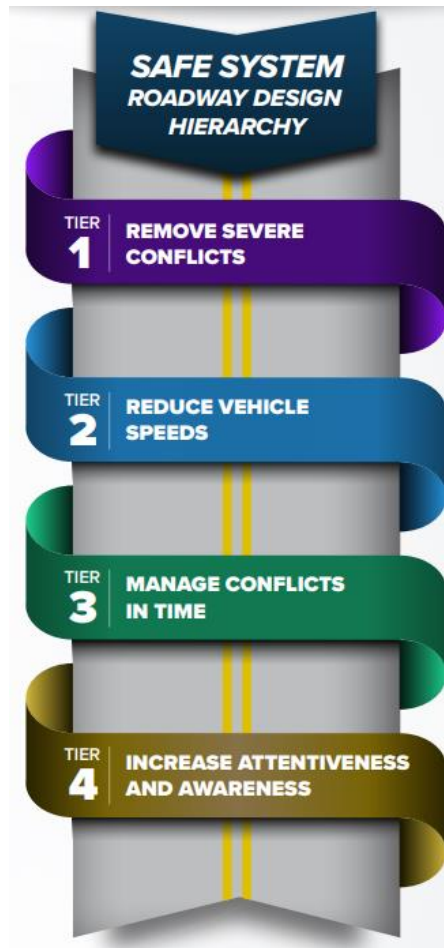 SAFE SYSTEM
ROADWAY DESIGN
HIERARCHY
TIER
1
REMOVE SEVERE
CONFLICTS
TIER
2
REDUCE VEHICLE
SPEEDS
TIER
3
MANAGE CONFLICTS
IN TIME
TIER
4
INCREASE ATTENTIVENESS
AND AWARENESS